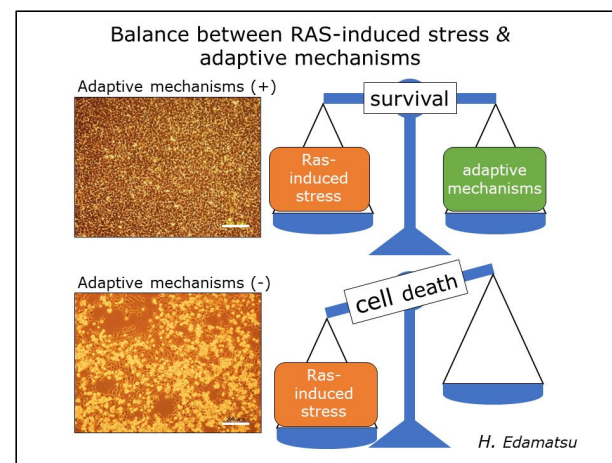 Balance between RAS-induced stress &
adaptive mechanisms
Adaptive mechanisms (+)
survival
Ras-
induced
stress
adaptive
mechanisms
Adaptive mechanisms (-)
cell death
Ras-
induced
stress
H. Edamatsu